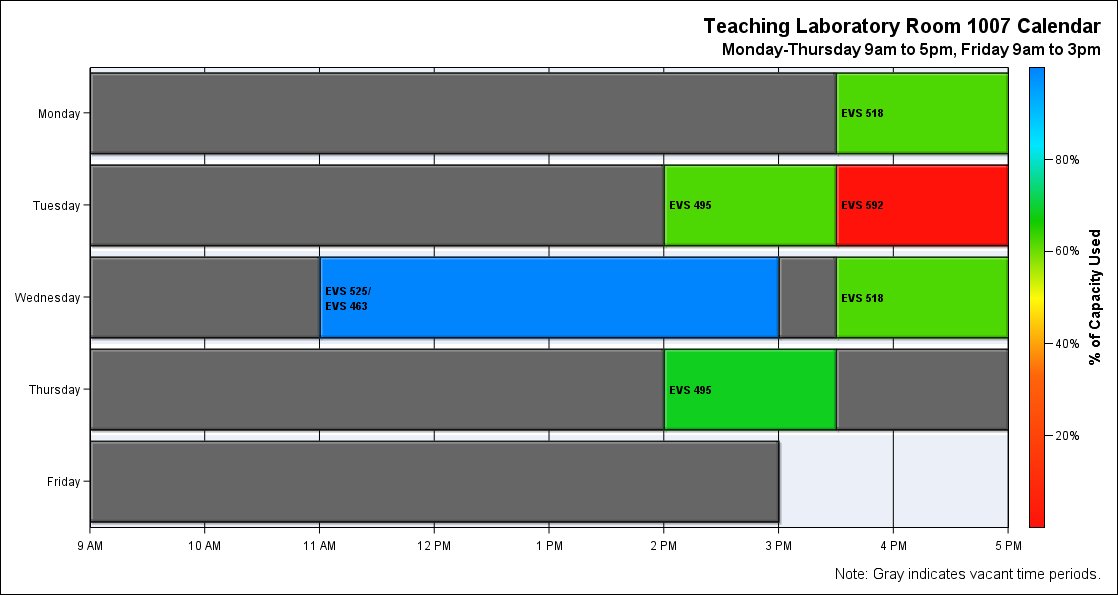 Teaching Laboratory Room 1007 Calendar
Monday-Thursday 9am to 5pm, Friday 9am to 3pm
Monday
EVS 518
Tuesday
EVS 495
EVS 592
Wednesday
EVS 525/
EVS 463
EVS 518
Thursday
EVS 495
Friday
9 AM
10 AM
11 AM
12 PM
1 PM
2 PM
3 PM
4 PM
5 PM
80%
60%
40%
20%
% of Capacity Used
Note: Gray indicates vacant time periods.